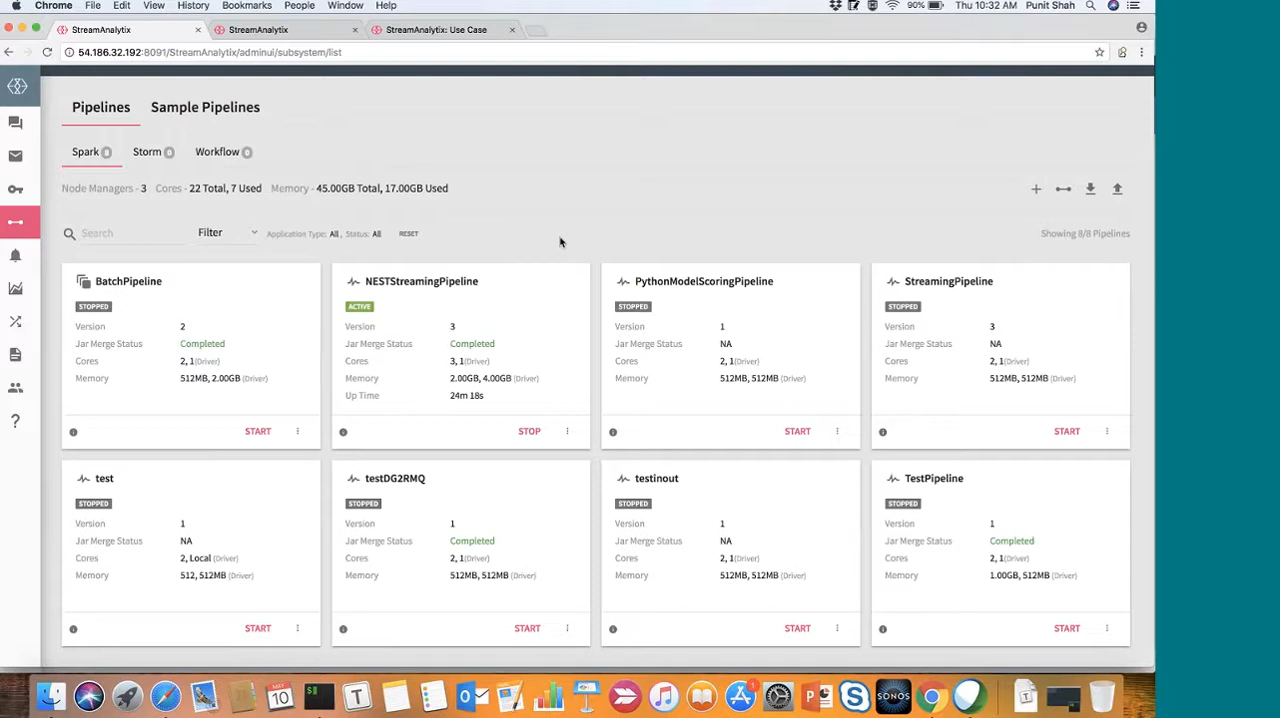 Chrome File Edit View History Bookmarks People Window Help 90% Thu 10:32 AM Punit Shah
StreamAnalytix × StreamAnalytix × StreamAnalytix: Use Case ×
54.186.32.192:8091/StreamAnalytix/adminui/subsystem/list
Pipelines Sample Pipelines
Spark Storm 0 Workflow 0
Node Managers - 3 Cores - 22 Total, 7 Used Memory - 45.00GB Total, 17.00GB Used
Search Filter Application Type: All, Status: All RESET Showing 8/8 Pipelines
BatchPipeline
STOPPED
Version 2
Jar Merge Status Completed
Cores 2, 1(Driver)
Memory 512MB, 2.00GB (Driver)
START
NESTStreamingPipeline
ACTIVE
Version 3
Jar Merge Status Completed
Cores 3, 1(Driver)
Memory 2.00GB, 4.00GB (Driver)
Up Time 24m 18s
STOP
PythonModelScoringPipeline
STOPPED
Version 1
Jar Merge Status NA
Cores 2, 1(Driver)
Memory 512MB, 512MB (Driver)
START
StreamingPipeline
STOPPED
Version 3
Jar Merge Status NA
Cores 2, 1(Driver)
Memory 512MB, 512MB (Driver)
START
test
STOPPED
Version 1
Jar Merge Status NA
Cores 2, Local (Driver)
Memory 512, 512MB (Driver)
START
testDG2RMQ
STOPPED
Version 1
Jar Merge Status Completed
Cores 2, 1(Driver)
Memory 512MB, 512MB (Driver)
START
testinout
STOPPED
Version 1
Jar Merge Status NA
Cores 2, 1(Driver)
Memory 512MB, 512MB (Driver)
START
TestPipeline
STOPPED
Version 1
Jar Merge Status Completed
Cores 2, 1(Driver)
Memory 1.00GB, 512MB (Driver)
START
MAY
10
SONOS